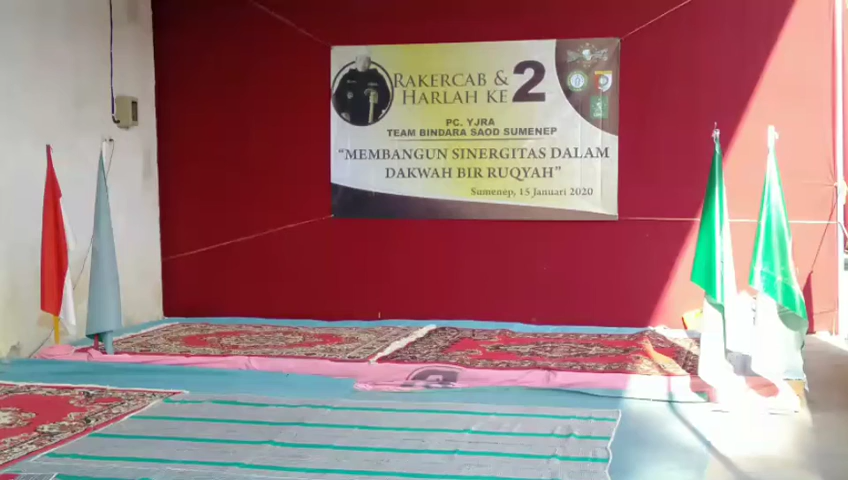 RAKERCAB &
HARLAH KE 2
PC. YJRA
TEAM BINDARA SAOD SUMENEP
"MEMBANGUN SINERGITAS DALAM
DAKWAH BIR RUQYAH"
Sumenep, 15 Januari 2020